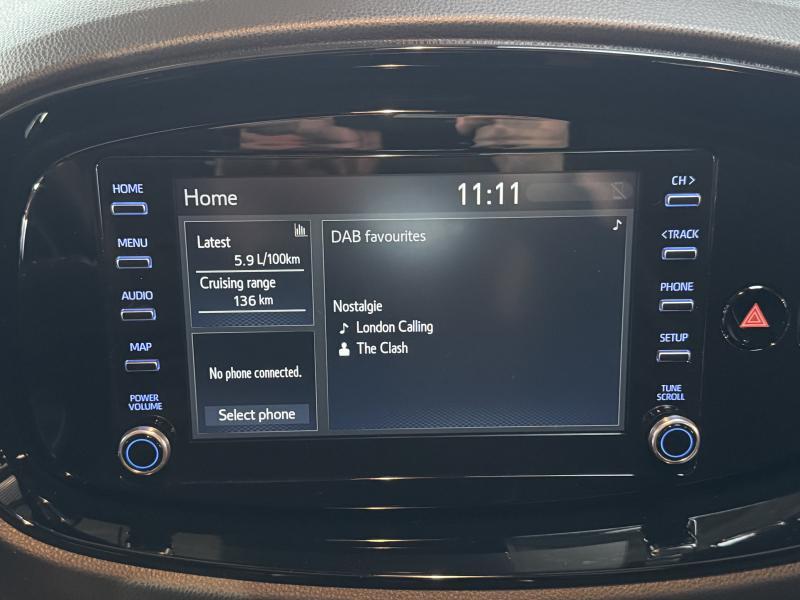 HOME
MENU
AUDIO
MAP
POWER
VOLUME
Home
11:11
Latest
5.9 L/100km
Cruising range
136 km
No phone connected.
Select phone
DAB favourites
Nostalgie
London Calling
The Clash
CH >
< TRACK
PHONE
SETUP
TUNE
SCROLL